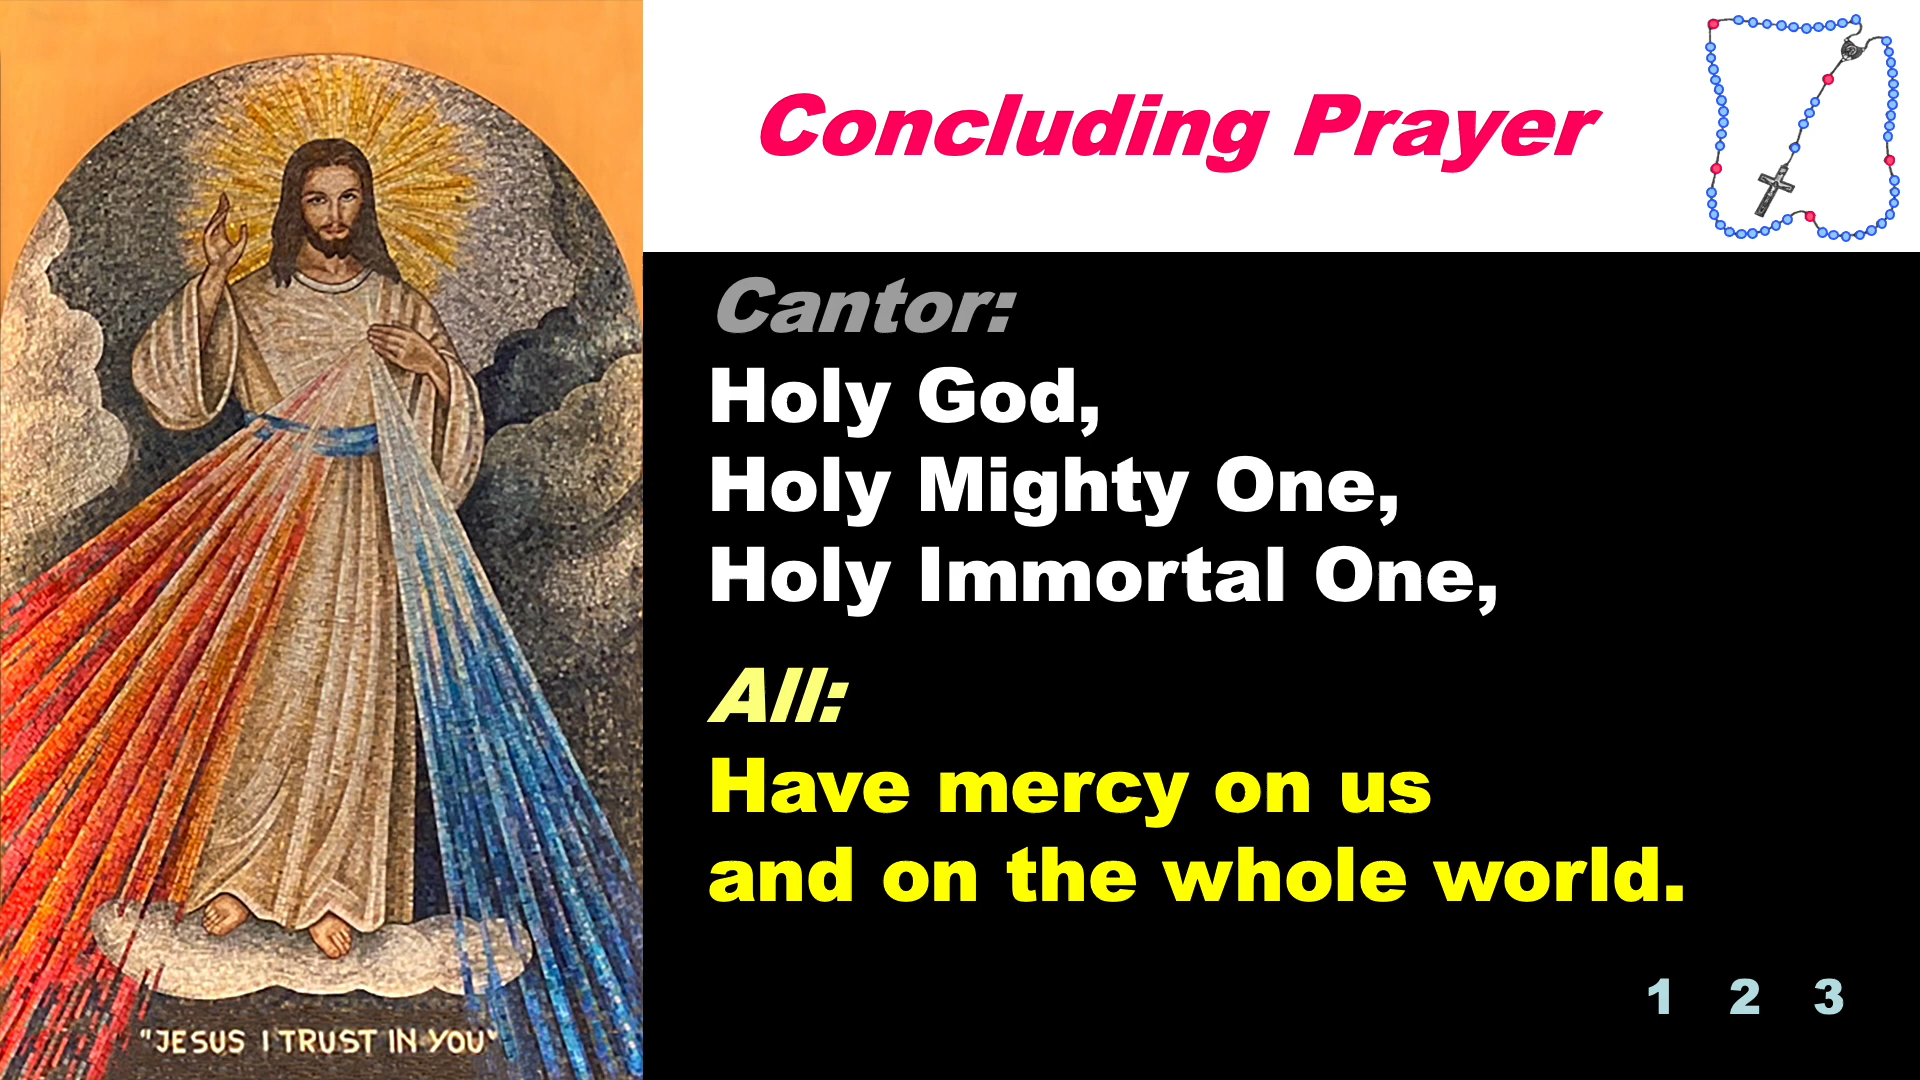 Concluding Prayer
Cantor:
Holy God,
Holy Mighty One,
Holy Immortal One,
All:
Have mercy on us
and on the whole world.
1 2 3
"JESUS I TRUST IN YOU"